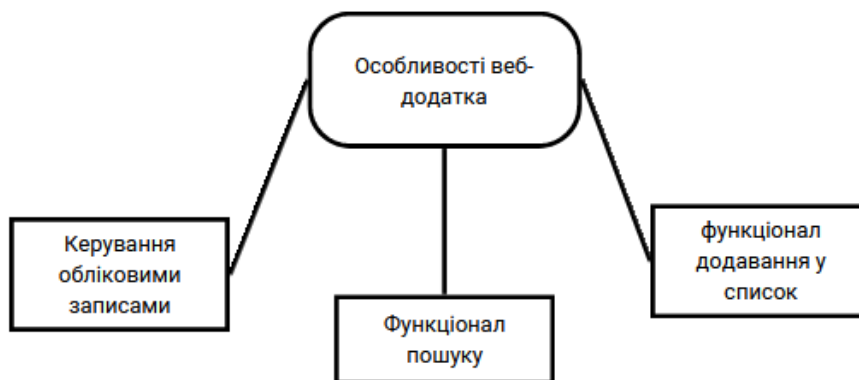 Особливості веб-
додатка
Керування
обліковими
записами
Функціонал
пошуку
функціонал
додавання у
список